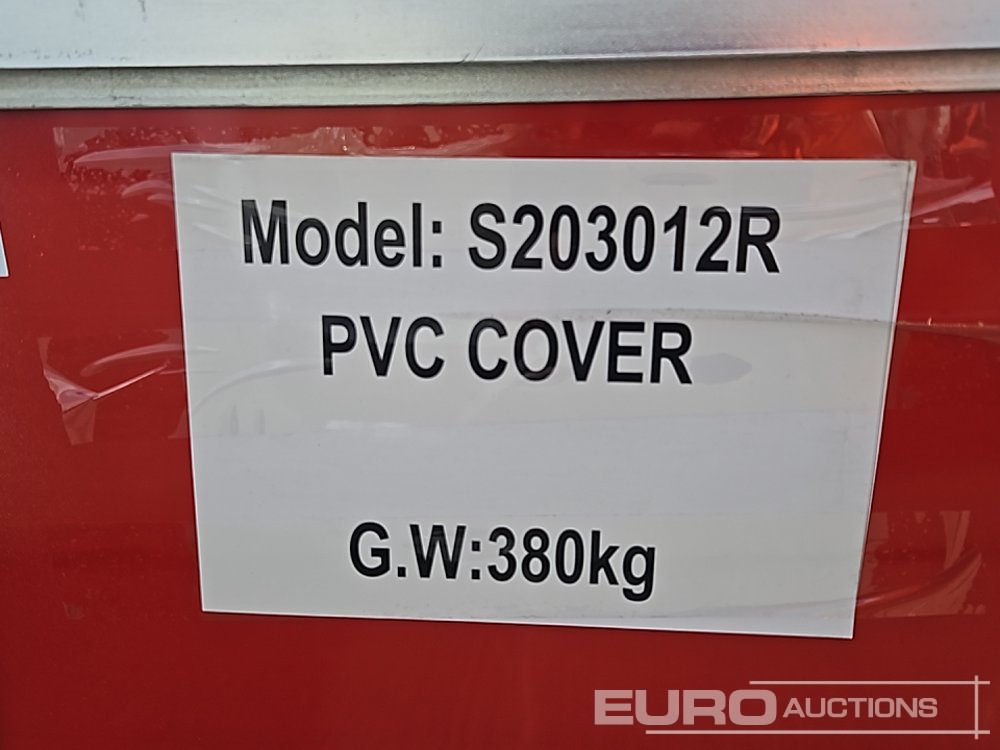 Model: S203012R
PVC COVER
G.W:380kg
EURO AUCTIONS